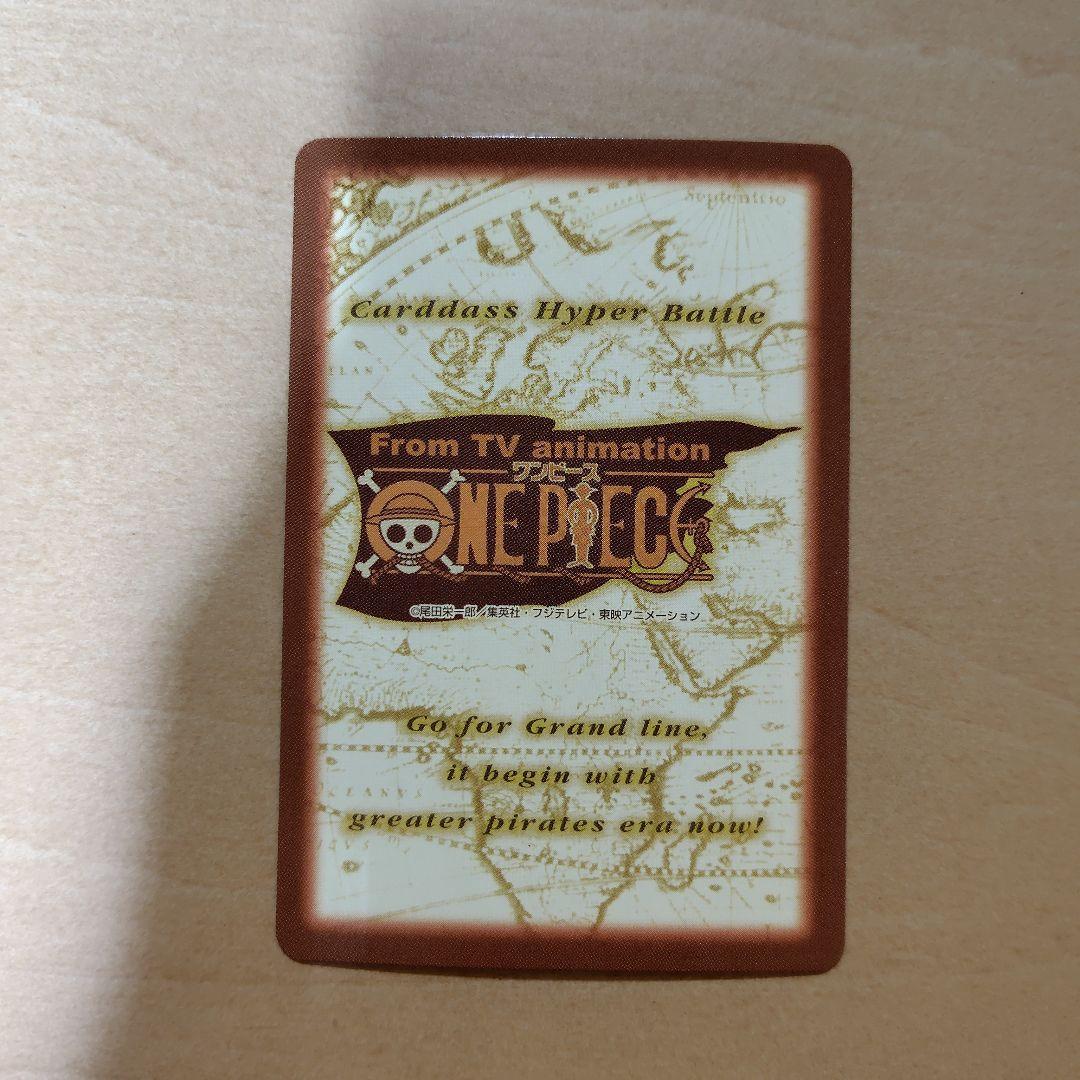 Septentrio
Carddass Hyper Battle
From TV animation
ワンピース
ONE PIECE
©尾田栄一郎／集英社・フジテレビ・東映アニメーション
Go for Grand line,
it begin with
greater pirates era now!